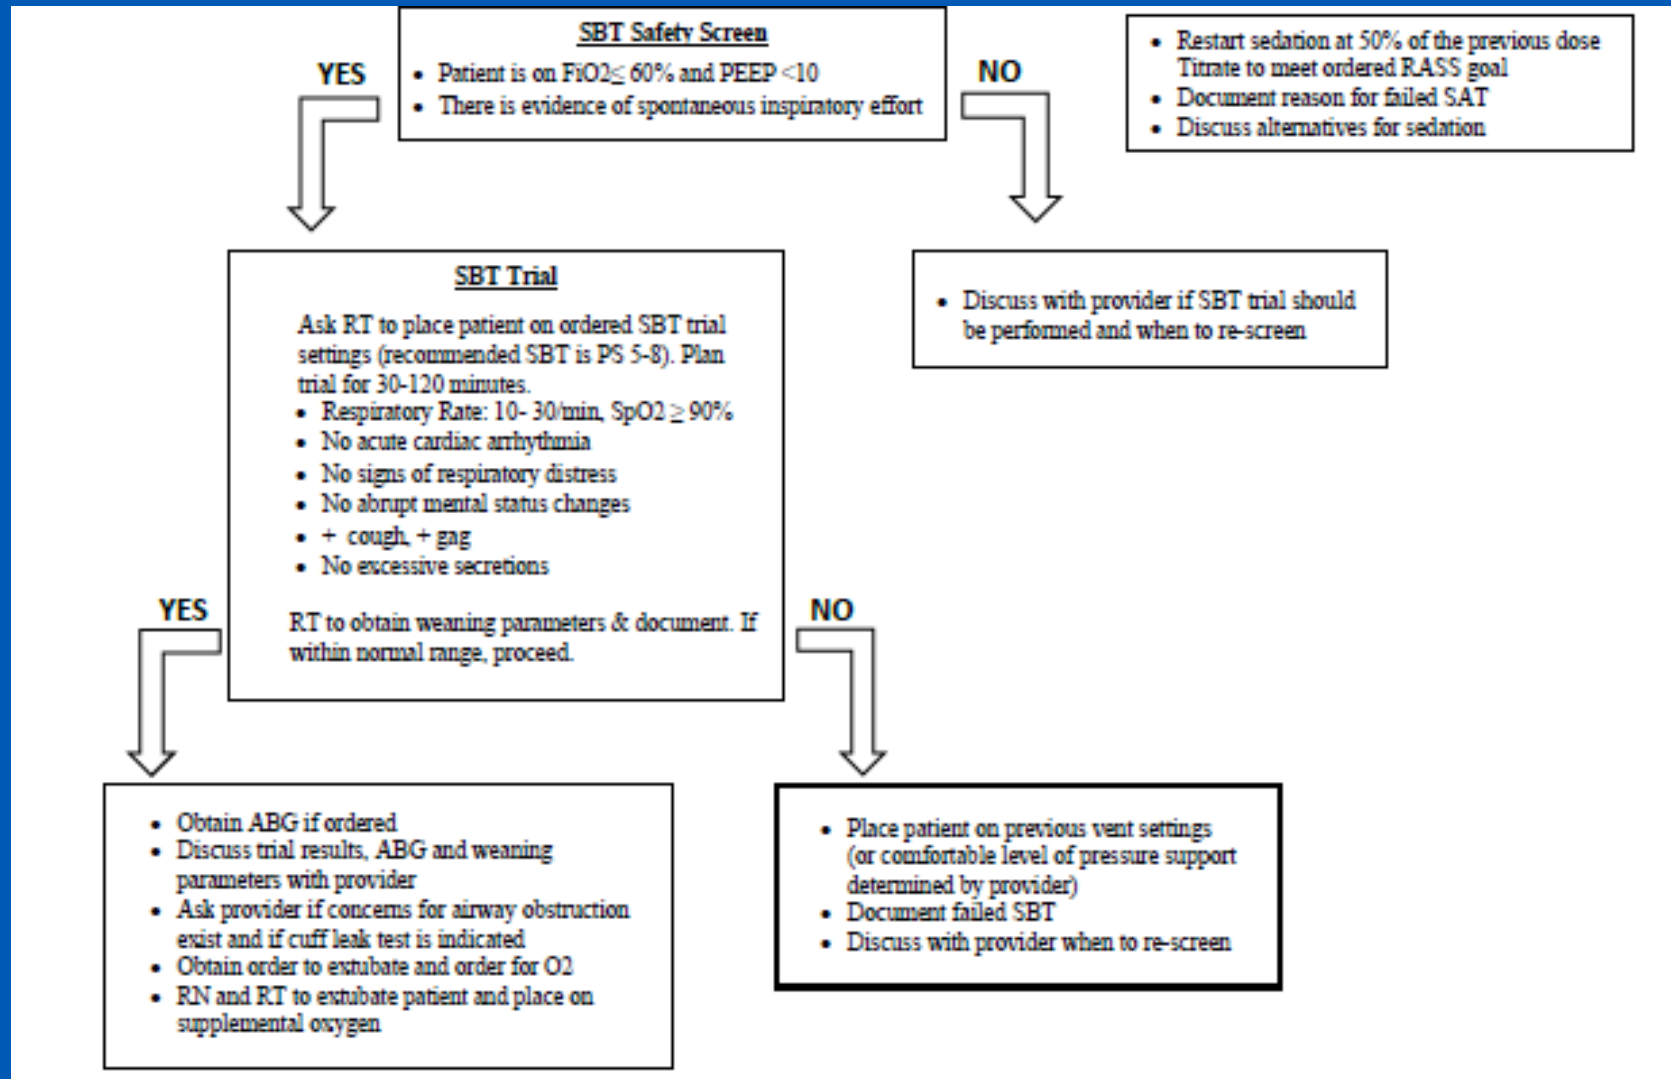 SBT Safety Screen
YES
• Patient is on FiO2≤ 60% and PEEP <10
• There is evidence of spontaneous inspiratory effort
NO
• Restart sedation at 50% of the previous dose
Titrate to meet ordered RASS goal
• Document reason for failed SAT
• Discuss alternatives for sedation
SBT Trial
Ask RT to place patient on ordered SBT trial
settings (recommended SBT is PS 5-8). Plan
trial for 30-120 minutes.
• Respiratory Rate: 10- 30/min, SpO2 ≥ 90%
• No acute cardiac arrhythmia
• No signs of respiratory distress
• No abrupt mental status changes
• + cough, + gag
• No excessive secretions
RT to obtain weaning parameters & document. If
within normal range, proceed.
• Discuss with provider if SBT trial should
be performed and when to re-screen
YES
NO
• Obtain ABG if ordered
• Discuss trial results, ABG and weaning
parameters with provider
• Ask provider if concerns for airway obstruction
exist and if cuff leak test is indicated
• Obtain order to extubate and order for O2
• RN and RT to extubate patient and place on
supplemental oxygen
• Place patient on previous vent settings
(or comfortable level of pressure support
determined by provider)
• Document failed SBT
• Discuss with provider when to re-screen